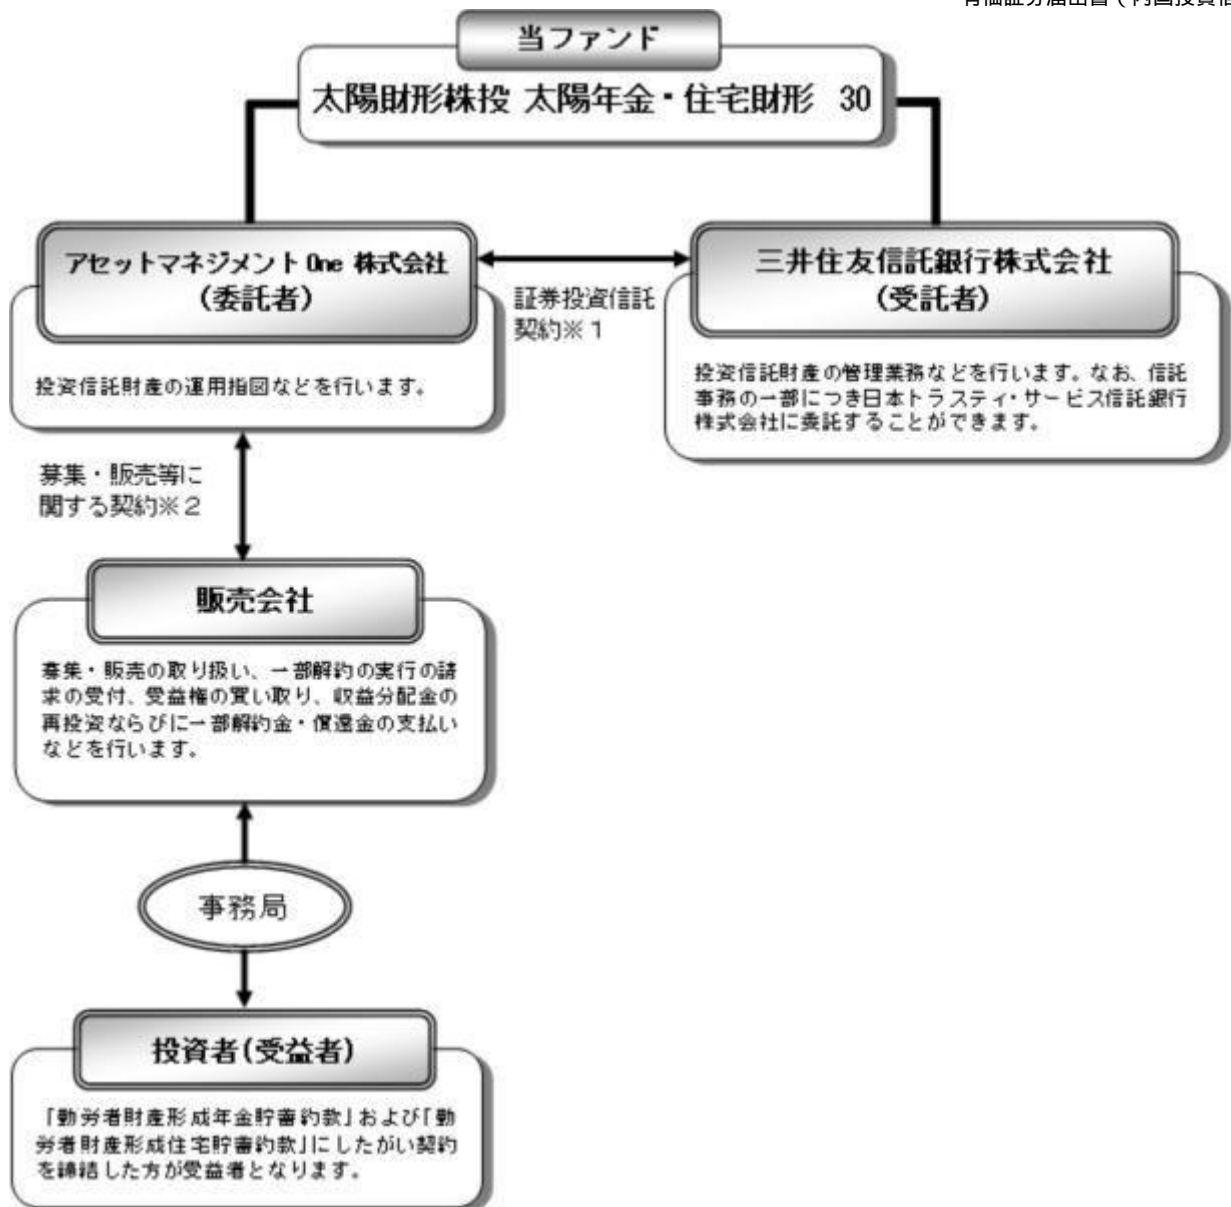 当ファンド
太陽財形株投 太陽年金・住宅財形 30
アセットマネジメントOne 株式会社
(委託者)
投資信託財産の運用指図などを行います。
証券投資信託
契約※1
三井住友信託銀行株式会社
(受託者)
投資信託財産の管理業務などを行います。なお、信託
事務の一部につき日本トラスティ・サービス信託銀行
株式会社に委託することができます。
募集・販売等に
関する契約※2
販売会社
募集・販売の取り扱い、一部解約の実行の請
求の受付、受益権の買い取り、収益分配金の
再投資ならびに一部解約金・償還金の支払い
などを行います。
事務局
投資者(受益者)
「勤労者財産形成年金貯蓄約款」および「勤
労者財産形成住宅貯蓄約款」にしたがい契約
を締結した方が受益者となります。